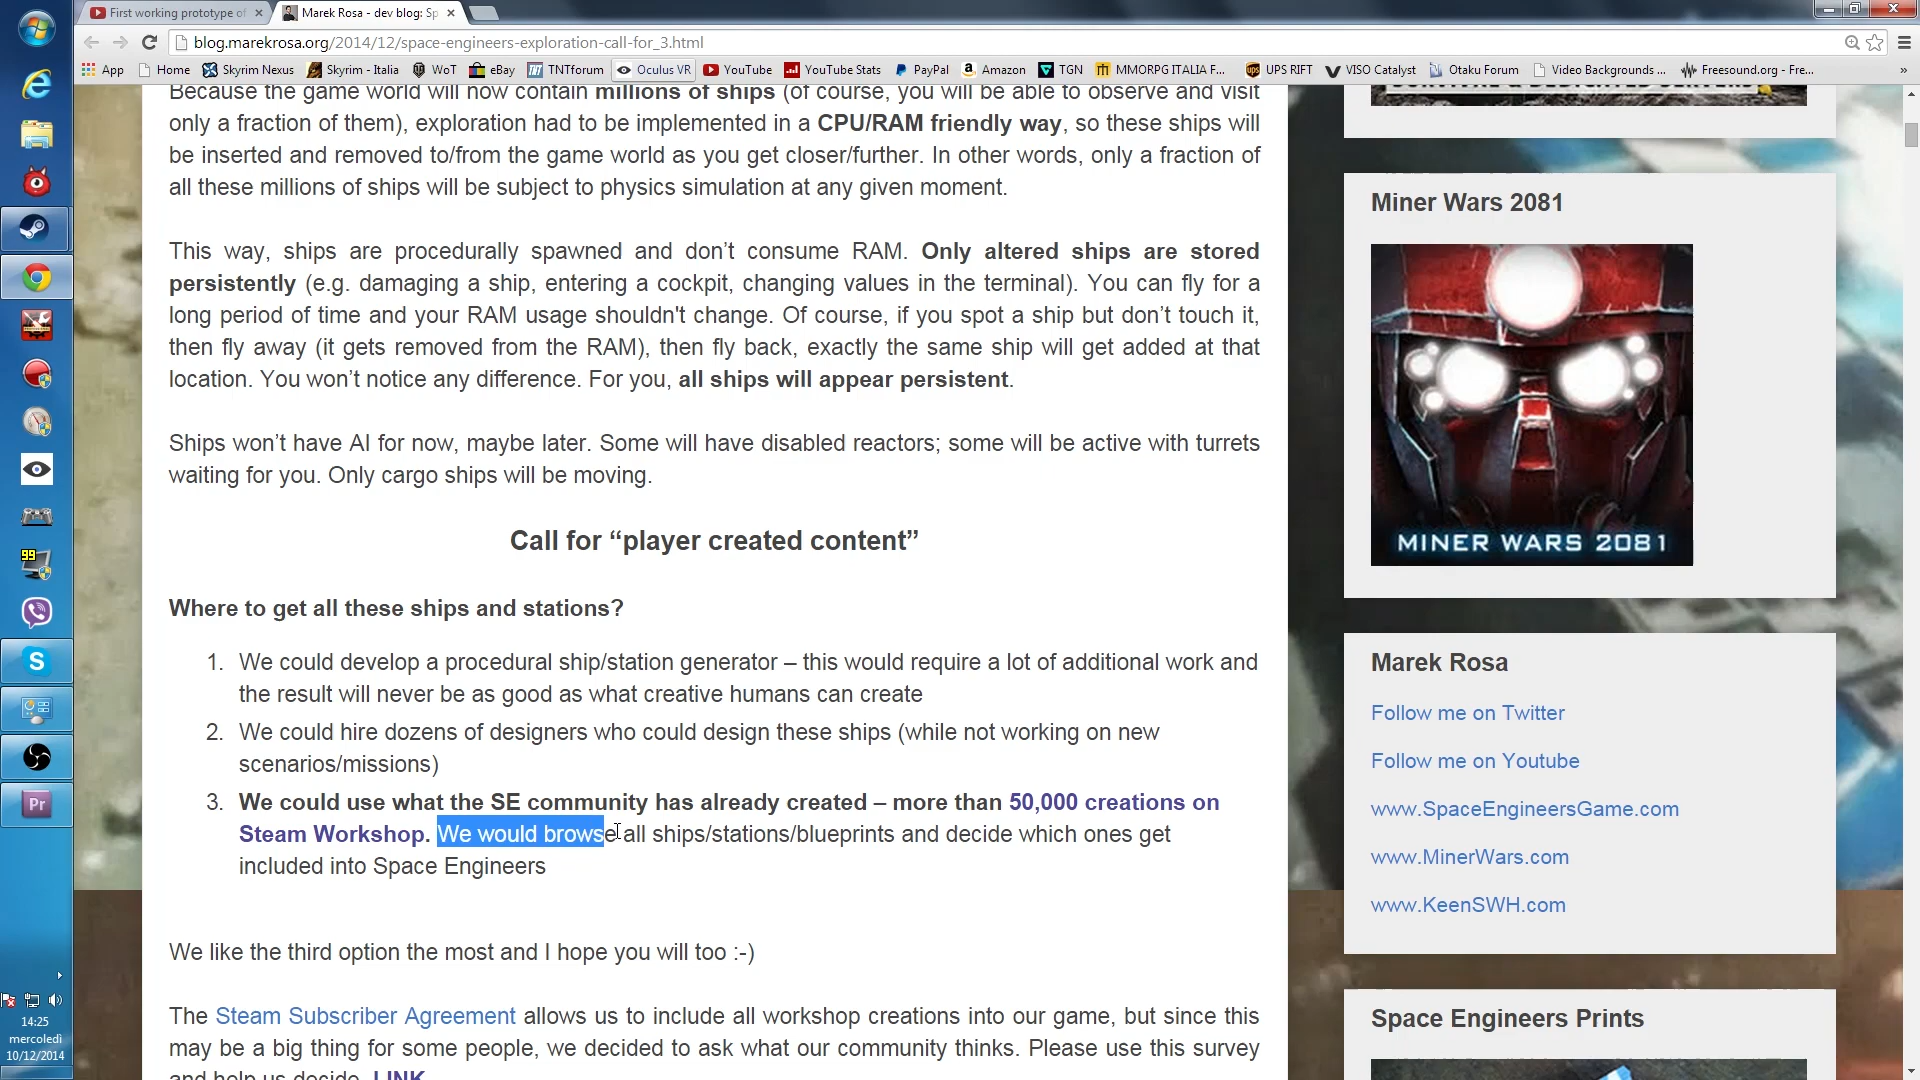 First working prototype of
Marek Rosa - dev blog: Sp
blog.marekrosa.org/2014/12/space-engineers-exploration-call-for_3.html
App Home Skyrim Nexus Skyrim - Italia WoT eBay TNTforum Oculus VR YouTube YouTube Stats PayPal Amazon TGN MMORPG ITALIA F... UPS RIFT VISO Catalyst Otaku Forum Video Backgrounds ... Freesound.org - Fre... »
Because the game world will now contain millions of ships (of course, you will be able to observe and visit
only a fraction of them), exploration had to be implemented in a CPU/RAM friendly way, so these ships will
be inserted and removed to/from the game world as you get closer/further. In other words, only a fraction of
all these millions of ships will be subject to physics simulation at any given moment.
This way, ships are procedurally spawned and don’t consume RAM. Only altered ships are stored
persistently (e.g. damaging a ship, entering a cockpit, changing values in the terminal). You can fly for a
long period of time and your RAM usage shouldn't change. Of course, if you spot a ship but don’t touch it,
then fly away (it gets removed from the RAM), then fly back, exactly the same ship will get added at that
location. You won’t notice any difference. For you, all ships will appear persistent.
Ships won’t have AI for now, maybe later. Some will have disabled reactors; some will be active with turrets
waiting for you. Only cargo ships will be moving.
Call for “player created content”
Where to get all these ships and stations?
1. We could develop a procedural ship/station generator – this would require a lot of additional work and
the result will never be as good as what creative humans can create
2. We could hire dozens of designers who could design these ships (while not working on new
scenarios/missions)
3. We could use what the SE community has already created – more than 50,000 creations on
Steam Workshop. We would browse all ships/stations/blueprints and decide which ones get
included into Space Engineers
We like the third option the most and I hope you will too :-)
The Steam Subscriber Agreement allows us to include all workshop creations into our game, but since this
may be a big thing for some people, we decided to ask what our community thinks. Please use this survey
and help us decide. LINK
SURVIVAL & DEDICATED SERVERS
Miner Wars 2081
MINER WARS 2081
Marek Rosa
Follow me on Twitter
Follow me on Youtube
www.SpaceEngineersGame.com
www.MinerWars.com
www.KeenSWH.com
Space Engineers Prints
99
S
Pr
14:25
mercoledì
10/12/2014